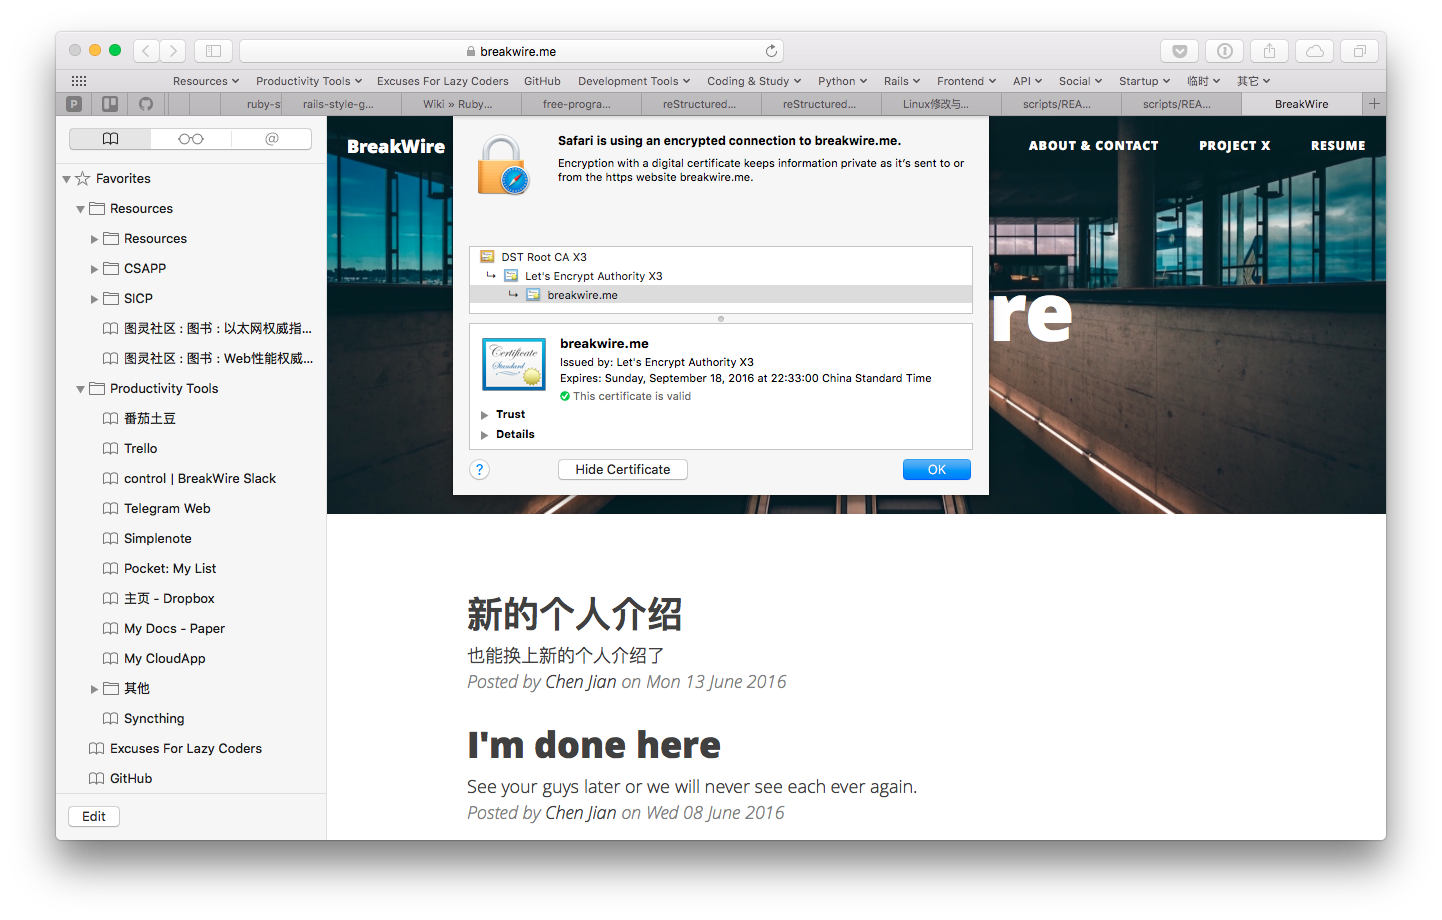 breakwire.me
Resources
Productivity Tools
Excuses For Lazy Coders
GitHub
Development Tools
Coding & Study
Python
Rails
Frontend
API
Social
Startup
临时
其它
P
ruby-s
rails-style-g...
Wiki » Ruby...
free-progra...
reStructured...
reStructured...
Linux修改与...
scripts/REA...
scripts/REA...
BreakWire
@
Favorites
Resources
Resources
CSAPP
SICP
图灵社区 : 图书 : 以太网权威指...
图灵社区 : 图书 : Web性能权威...
Productivity Tools
番茄土豆
Trello
control | BreakWire Slack
Telegram Web
Simplenote
Pocket: My List
主页 - Dropbox
My Docs - Paper
My CloudApp
其他
Syncthing
Excuses For Lazy Coders
GitHub
Edit
BreakWire
ABOUT & CONTACT
PROJECT X
RESUME
re
Safari is using an encrypted connection to breakwire.me.
Encryption with a digital certificate keeps information private as it's sent to or
from the https website breakwire.me.
DST Root CA X3
Let's Encrypt Authority X3
breakwire.me
Certificate
Standard
breakwire.me
Issued by: Let's Encrypt Authority X3
Expires: Sunday, September 18, 2016 at 22:33:00 China Standard Time
This certificate is valid
Trust
Details
?
Hide Certificate
OK
新的个人介绍
也能换上新的个人介绍了
Posted by Chen Jian on Mon 13 June 2016
I'm done here
See your guys later or we will never see each ever again.
Posted by Chen Jian on Wed 08 June 2016